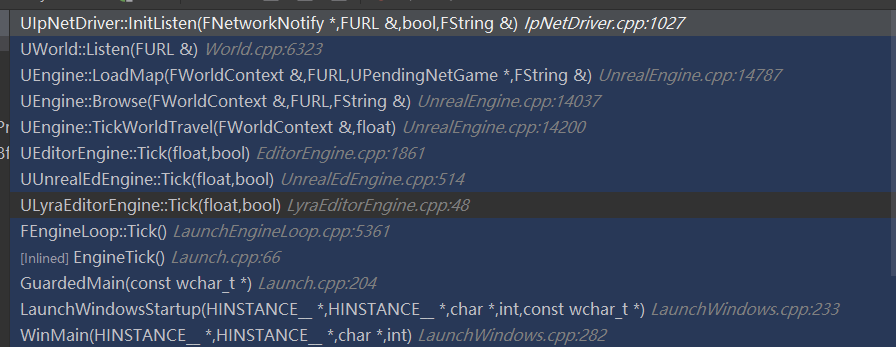 UIpNetDriver::InitListen(FNetworkNotify *,FURL &,bool,FString &) IpNetDriver.cpp:1027
UWorld::Listen(FURL &) World.cpp:6323
UEngine::LoadMap(FWorldContext &,FURL,UPendingNetGame *,FString &) UnrealEngine.cpp:14787
UEngine::Browse(FWorldContext &,FURL,FString &) UnrealEngine.cpp:14037
UEngine::TickWorldTravel(FWorldContext &,float) UnrealEngine.cpp:14200
UEditorEngine::Tick(float,bool) EditorEngine.cpp:1861
UUnrealEdEngine::Tick(float,bool) UnrealEdEngine.cpp:514
ULyraEditorEngine::Tick(float,bool) LyraEditorEngine.cpp:48
FEngineLoop::Tick() LaunchEngineLoop.cpp:5361
[Inlined] EngineTick() Launch.cpp:66
GuardedMain(const wchar_t *) Launch.cpp:204
LaunchWindowsStartup(HINSTANCE__ *,HINSTANCE__ *,char *,int,const wchar_t *) LaunchWindows.cpp:233
WinMain(HINSTANCE__ *,HINSTANCE__ *,char *,int) LaunchWindows.cpp:282